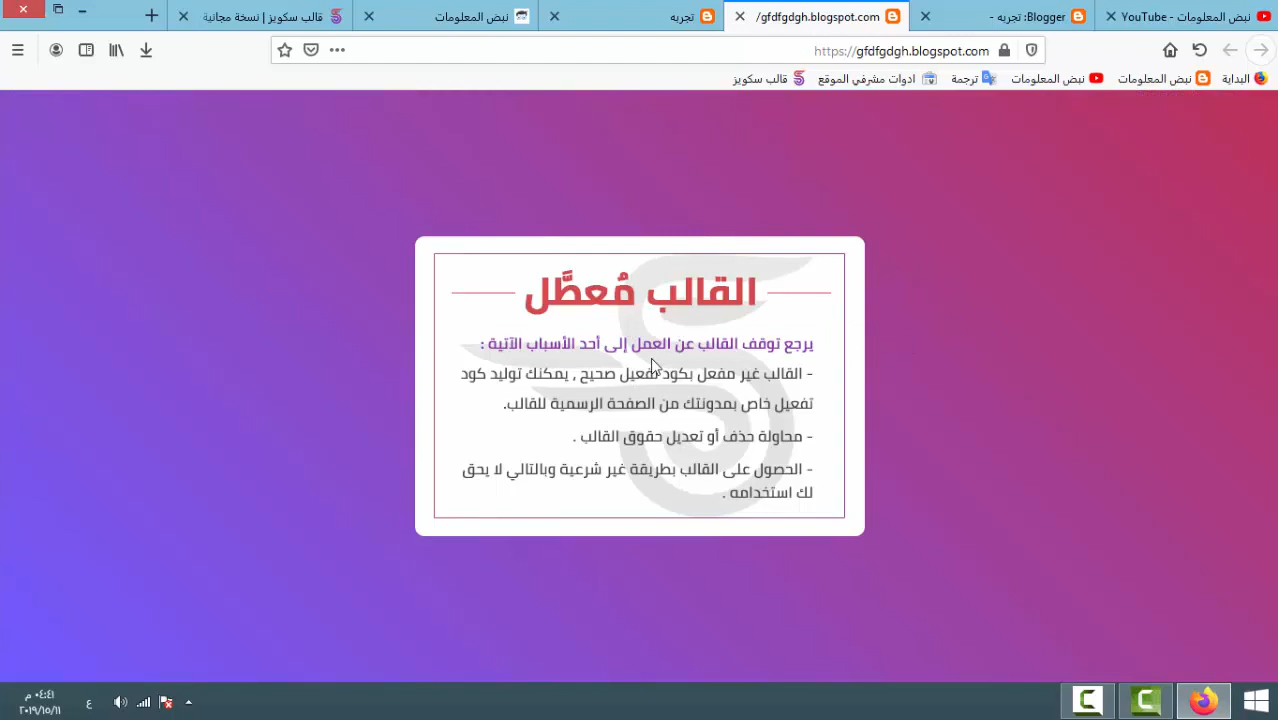 نبض المعلومات - YouTube
Blogger: تجربه -
gfdfgdgh.blogspot.com/
تجربه
نبض المعلومات
قالب سكويز | نسخة مجانية
https://gfdfgdgh.blogspot.com
البداية
نبض المعلومات
نبض المعلومات
ترجمة
ادوات مشرفي الموقع
قالب سكويز
القالب مُعطَّل
يرجع توقف القالب عن العمل إلى أحد الأسباب الآتية :
- القالب غير مفعل بكود تفعيل صحيح , يمكنك توليد كود
تفعيل خاص بمدونتك من الصفحة الرسمية للقالب.
- محاولة حذف أو تعديل حقوق القالب .
- الحصول على القالب بطريقة غير شرعية وبالتالي لا يحق
لك استخدامه .
ع
٠٤:٤١ م